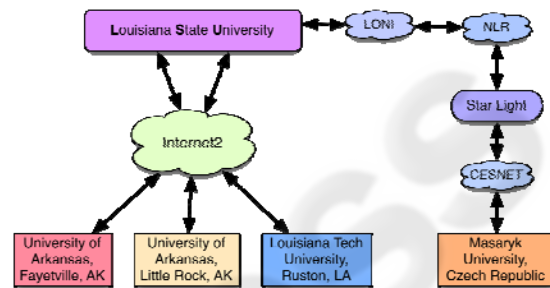 Louisiana State University
LONI
NLR
Star Light
Internet2
CESNET
University of
Arkansas,
Fayetville, AK
University of
Arkansas,
Little Rock, AK
Louisiana Tech
University,
Ruston, LA
Masaryk
University,
Czech Republic